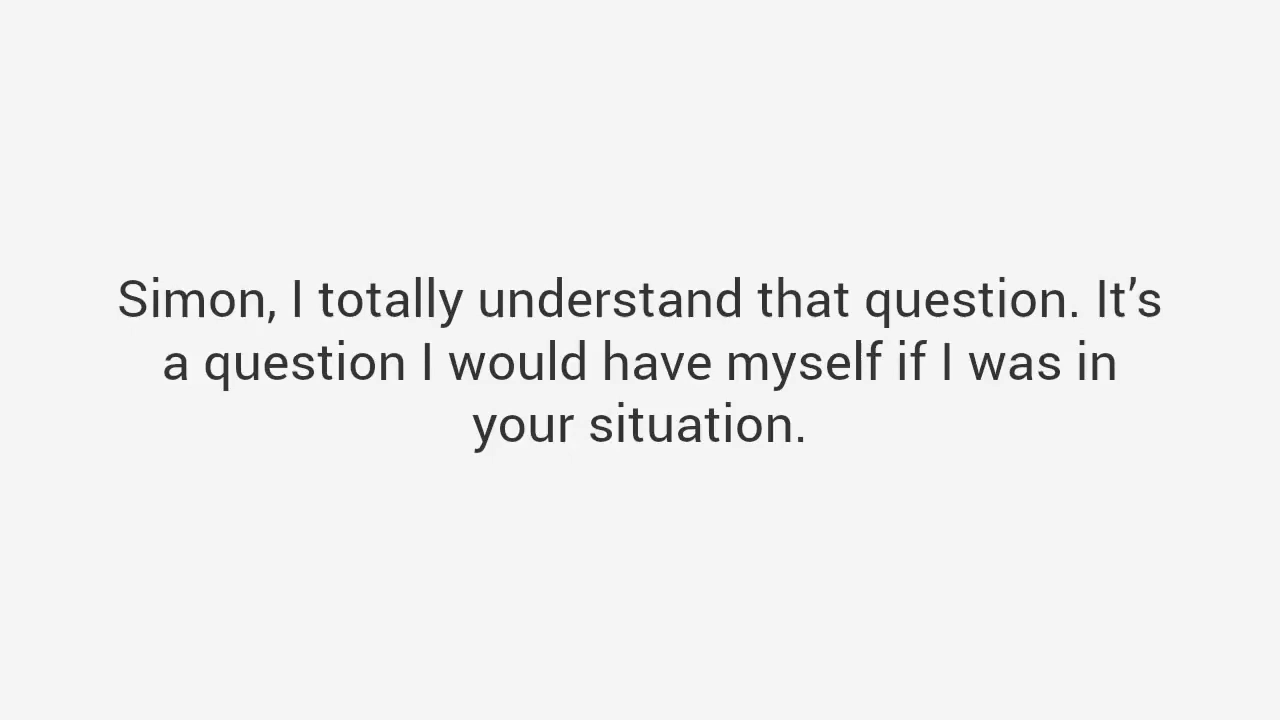 Simon, I totally understand that question. It’s
a question I would have myself if I was in
your situation.